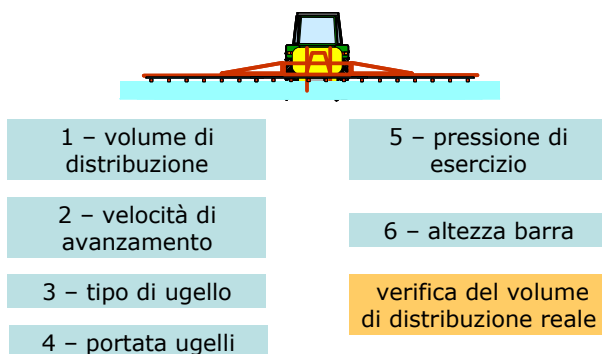 1 – volume di
distribuzione
2 – velocità di
avanzamento
3 – tipo di ugello
4 – portata ugelli
5 – pressione di
esercizio
6 – altezza barra
verifica del volume
di distribuzione reale